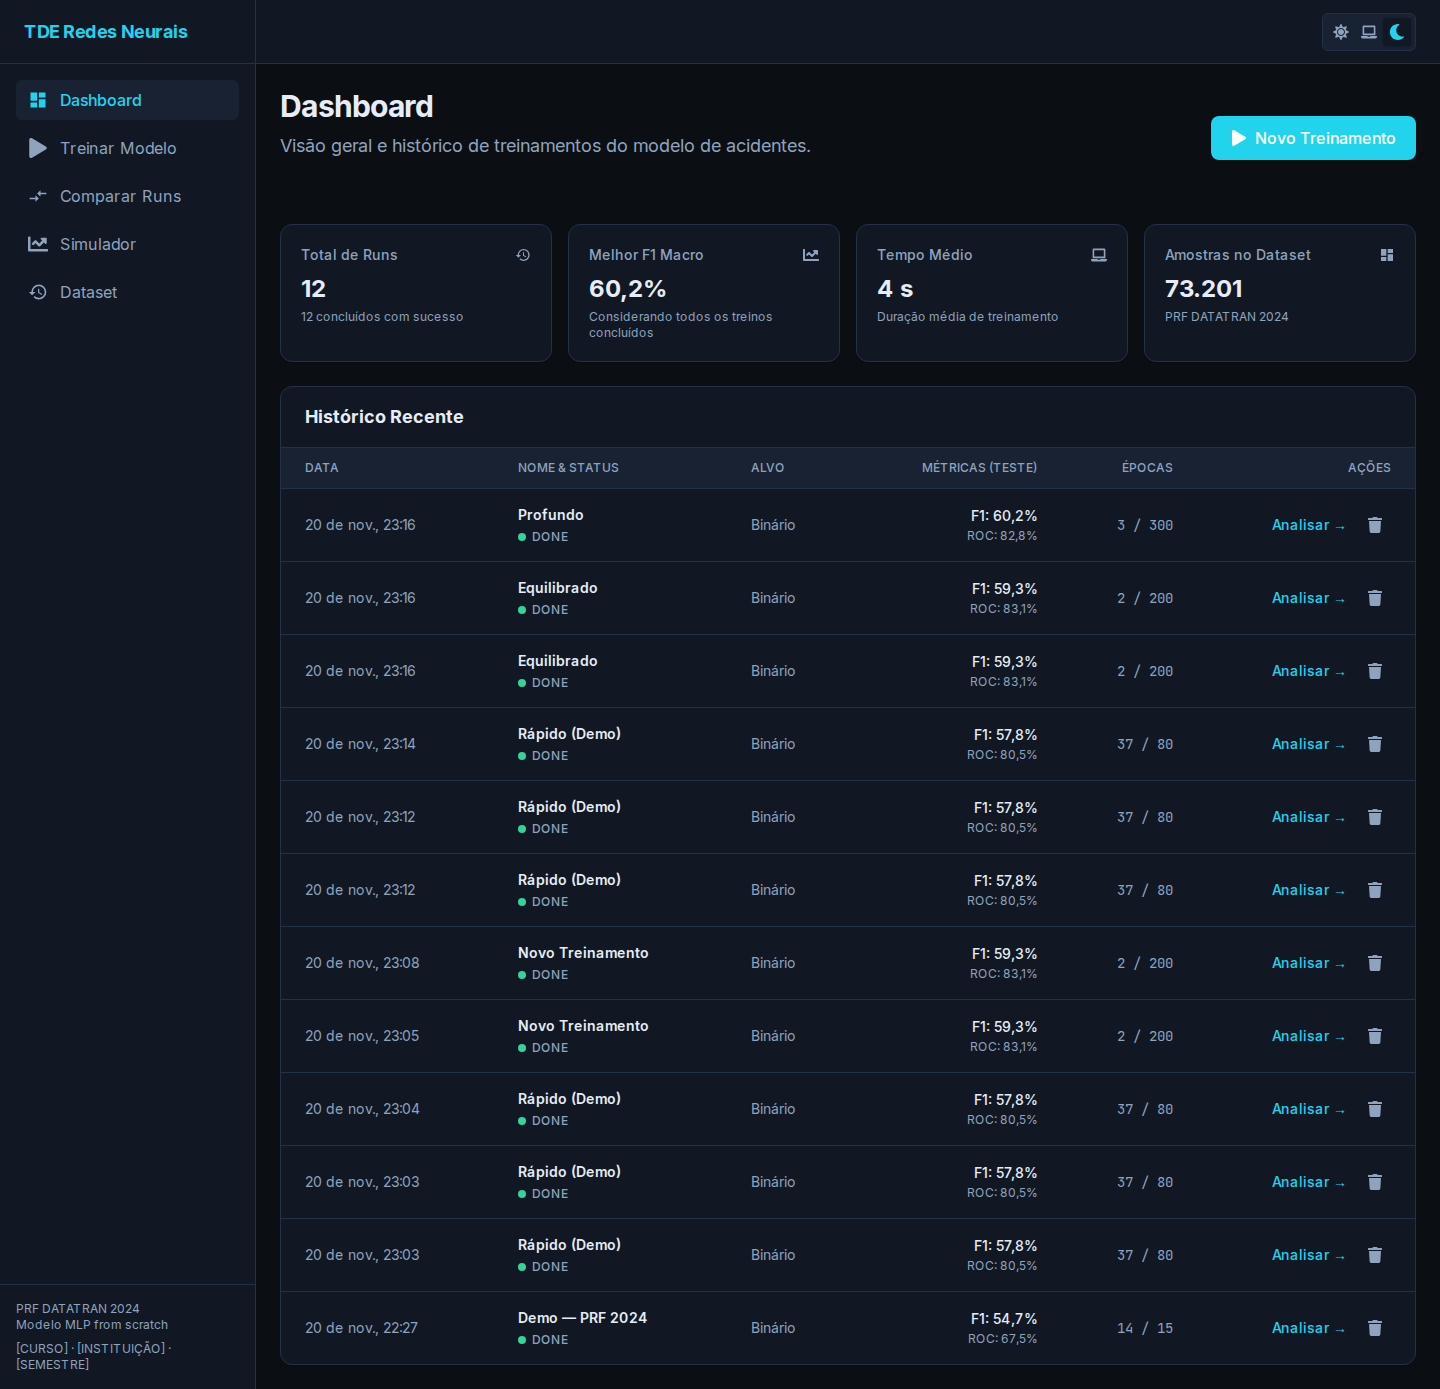 TDE Redes Neurais
Dashboard
Treinar Modelo
Comparar Runs
Simulador
Dataset
PRF DATATRAN 2024
Modelo MLP from scratch
[CURSO] · [INSTITUIÇÃO] ·
[SEMESTRE]
Dashboard
Visão geral e histórico de treinamentos do modelo de acidentes.
Novo Treinamento
Total de Runs
12
12 concluídos com sucesso
Melhor F1 Macro
60,2%
Considerando todos os treinos
concluídos
Tempo Médio
4 s
Duração média de treinamento
Amostras no Dataset
73.201
PRF DATATRAN 2024
Histórico Recente
DATA NOME & STATUS ALVO MÉTRICAS (TESTE) ÉPOCAS AÇÕES
20 de nov., 23:16 Profundo Binário F1: 60,2% 3 / 300 Analisar →
DONE ROC: 82,8%
20 de nov., 23:16 Equilibrado Binário F1: 59,3% 2 / 200 Analisar →
DONE ROC: 83,1%
20 de nov., 23:16 Equilibrado Binário F1: 59,3% 2 / 200 Analisar →
DONE ROC: 83,1%
20 de nov., 23:14 Rápido (Demo) Binário F1: 57,8% 37 / 80 Analisar →
DONE ROC: 80,5%
20 de nov., 23:12 Rápido (Demo) Binário F1: 57,8% 37 / 80 Analisar →
DONE ROC: 80,5%
20 de nov., 23:12 Rápido (Demo) Binário F1: 57,8% 37 / 80 Analisar →
DONE ROC: 80,5%
20 de nov., 23:08 Novo Treinamento Binário F1: 59,3% 2 / 200 Analisar →
DONE ROC: 83,1%
20 de nov., 23:05 Novo Treinamento Binário F1: 59,3% 2 / 200 Analisar →
DONE ROC: 83,1%
20 de nov., 23:04 Rápido (Demo) Binário F1: 57,8% 37 / 80 Analisar →
DONE ROC: 80,5%
20 de nov., 23:03 Rápido (Demo) Binário F1: 57,8% 37 / 80 Analisar →
DONE ROC: 80,5%
20 de nov., 23:03 Rápido (Demo) Binário F1: 57,8% 37 / 80 Analisar →
DONE ROC: 80,5%
20 de nov., 22:27 Demo — PRF 2024 Binário F1: 54,7% 14 / 15 Analisar →
DONE ROC: 67,5%